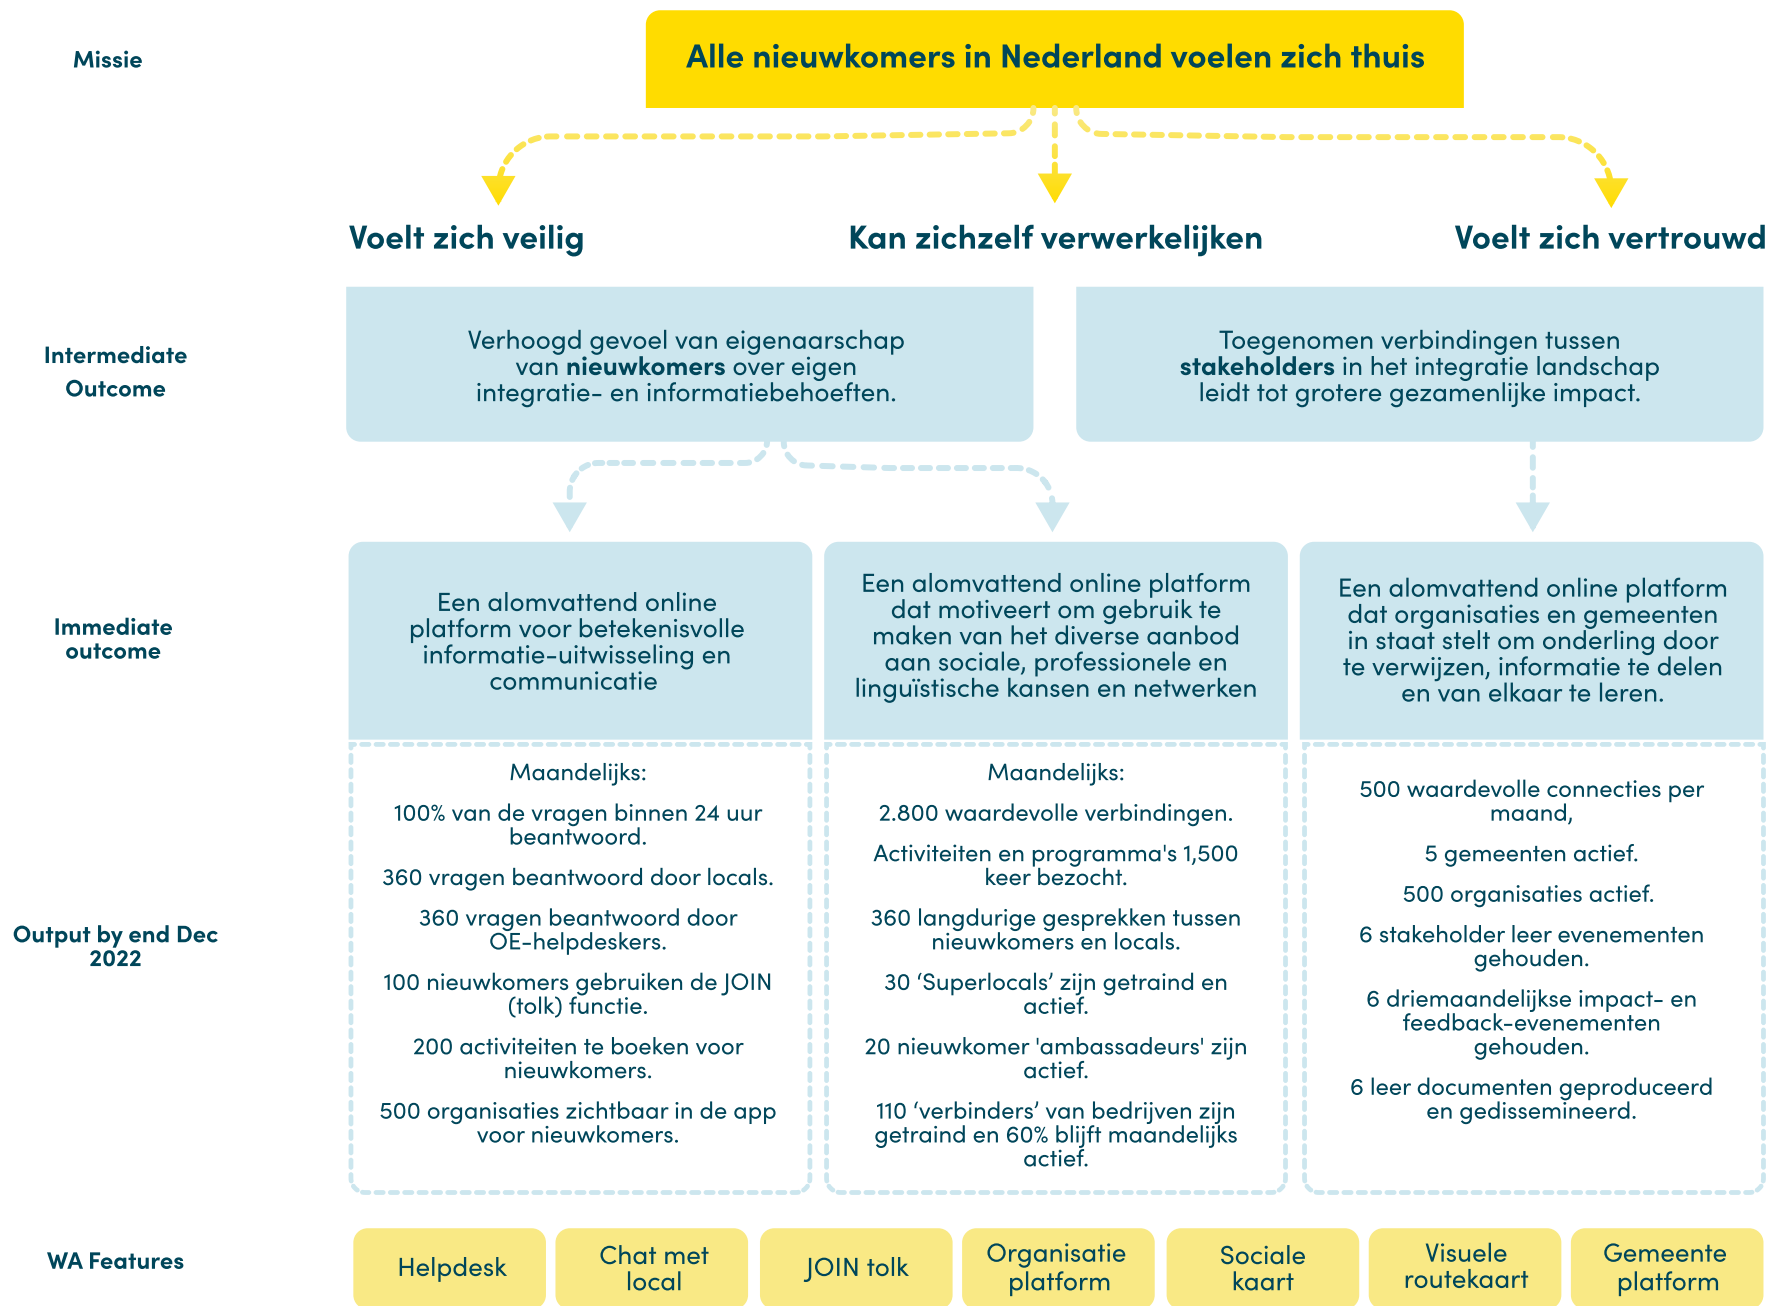 Missie
Alle nieuwkomers in Nederland voelen zich thuis
Voelt zich veilig
Kan zichzelf verwerkelijken
Voelt zich vertrouwd
Intermediate
Outcome
Verhoogd gevoel van eigenaarschap
van nieuwkomers over eigen
integratie- en informatiebehoeften.
Toegenomen verbindingen tussen
stakeholders in het integratie landschap
leidt tot grotere gezamenlijke impact.
Immediate
outcome
Een alomvattend online
platform voor betekenisvolle
informatie-uitwisseling en
communicatie
Een alomvattend online platform
dat motiveert om gebruik te
maken van het diverse aanbod
aan sociale, professionele en
linguïstische kansen en netwerken
Een alomvattend online platform
dat organisaties en gemeenten
in staat stelt om onderling door
te verwijzen, informatie te delen
en van elkaar te leren.
Output by end Dec
2022
Maandelijks:
100% van de vragen binnen 24 uur
beantwoord.
360 vragen beantwoord door locals.
360 vragen beantwoord door
OE-helpdeskers.
100 nieuwkomers gebruiken de JOIN
(tolk) functie.
200 activiteiten te boeken voor
nieuwkomers.
500 organisaties zichtbaar in de app
voor nieuwkomers.
Maandelijks:
2.800 waardevolle verbindingen.
Activiteiten en programma's 1,500
keer bezocht.
360 langdurige gesprekken tussen
nieuwkomers en locals.
30 ‘Superlocals’ zijn getraind en
actief.
20 nieuwkomer 'ambassadeurs' zijn
actief.
110 ‘verbinders’ van bedrijven zijn
getraind en 60% blijft maandelijks
actief.
500 waardevolle connecties per
maand,
5 gemeenten actief.
500 organisaties actief.
6 stakeholder leer evenementen
gehouden.
6 driemaandelijkse impact- en
feedback-evenementen
gehouden.
6 leer documenten geproduceerd
en gedissemineerd.
WA Features
Helpdesk
Chat met
local
JOIN tolk
Organisatie
platform
Sociale
kaart
Visuele
routekaart
Gemeente
platform